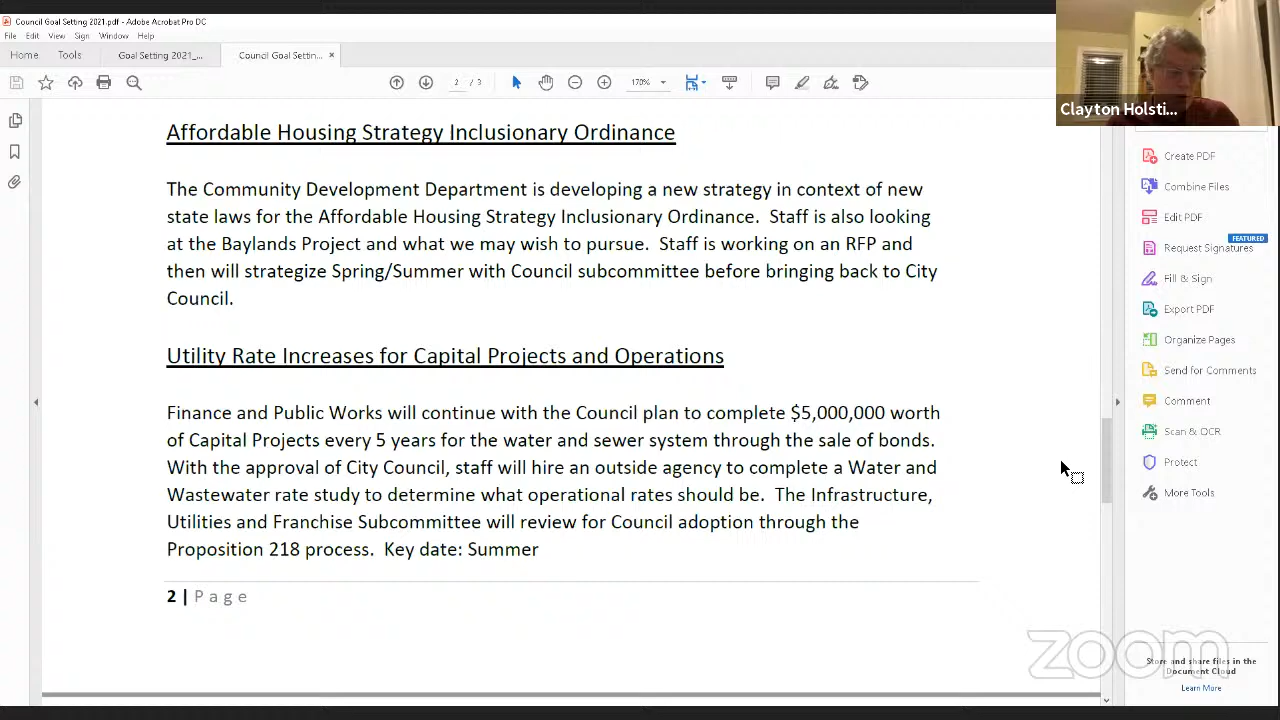 Council Goal Setting 2021.pdf - Adobe Acrobat Pro DC
File Edit View Sign Window Help
Home Tools Goal Setting 2021_... Council Goal Settin... ×
2 / 3 170%
Clayton Holsti...
Affordable Housing Strategy Inclusionary Ordinance
The Community Development Department is developing a new strategy in context of new
state laws for the Affordable Housing Strategy Inclusionary Ordinance. Staff is also looking
at the Baylands Project and what we may wish to pursue. Staff is working on an RFP and
then will strategize Spring/Summer with Council subcommittee before bringing back to City
Council.
Utility Rate Increases for Capital Projects and Operations
Finance and Public Works will continue with the Council plan to complete $5,000,000 worth
of Capital Projects every 5 years for the water and sewer system through the sale of bonds.
With the approval of City Council, staff will hire an outside agency to complete a Water and
Wastewater rate study to determine what operational rates should be. The Infrastructure,
Utilities and Franchise Subcommittee will review for Council adoption through the
Proposition 218 process. Key date: Summer
2 | Page
Create PDF
Combine Files
Edit PDF
FEATURED
Request Signatures
Fill & Sign
Export PDF
Organize Pages
Send for Comments
Comment
Scan & OCR
Protect
More Tools
zoom
Store and share files in the
Document Cloud
Learn More